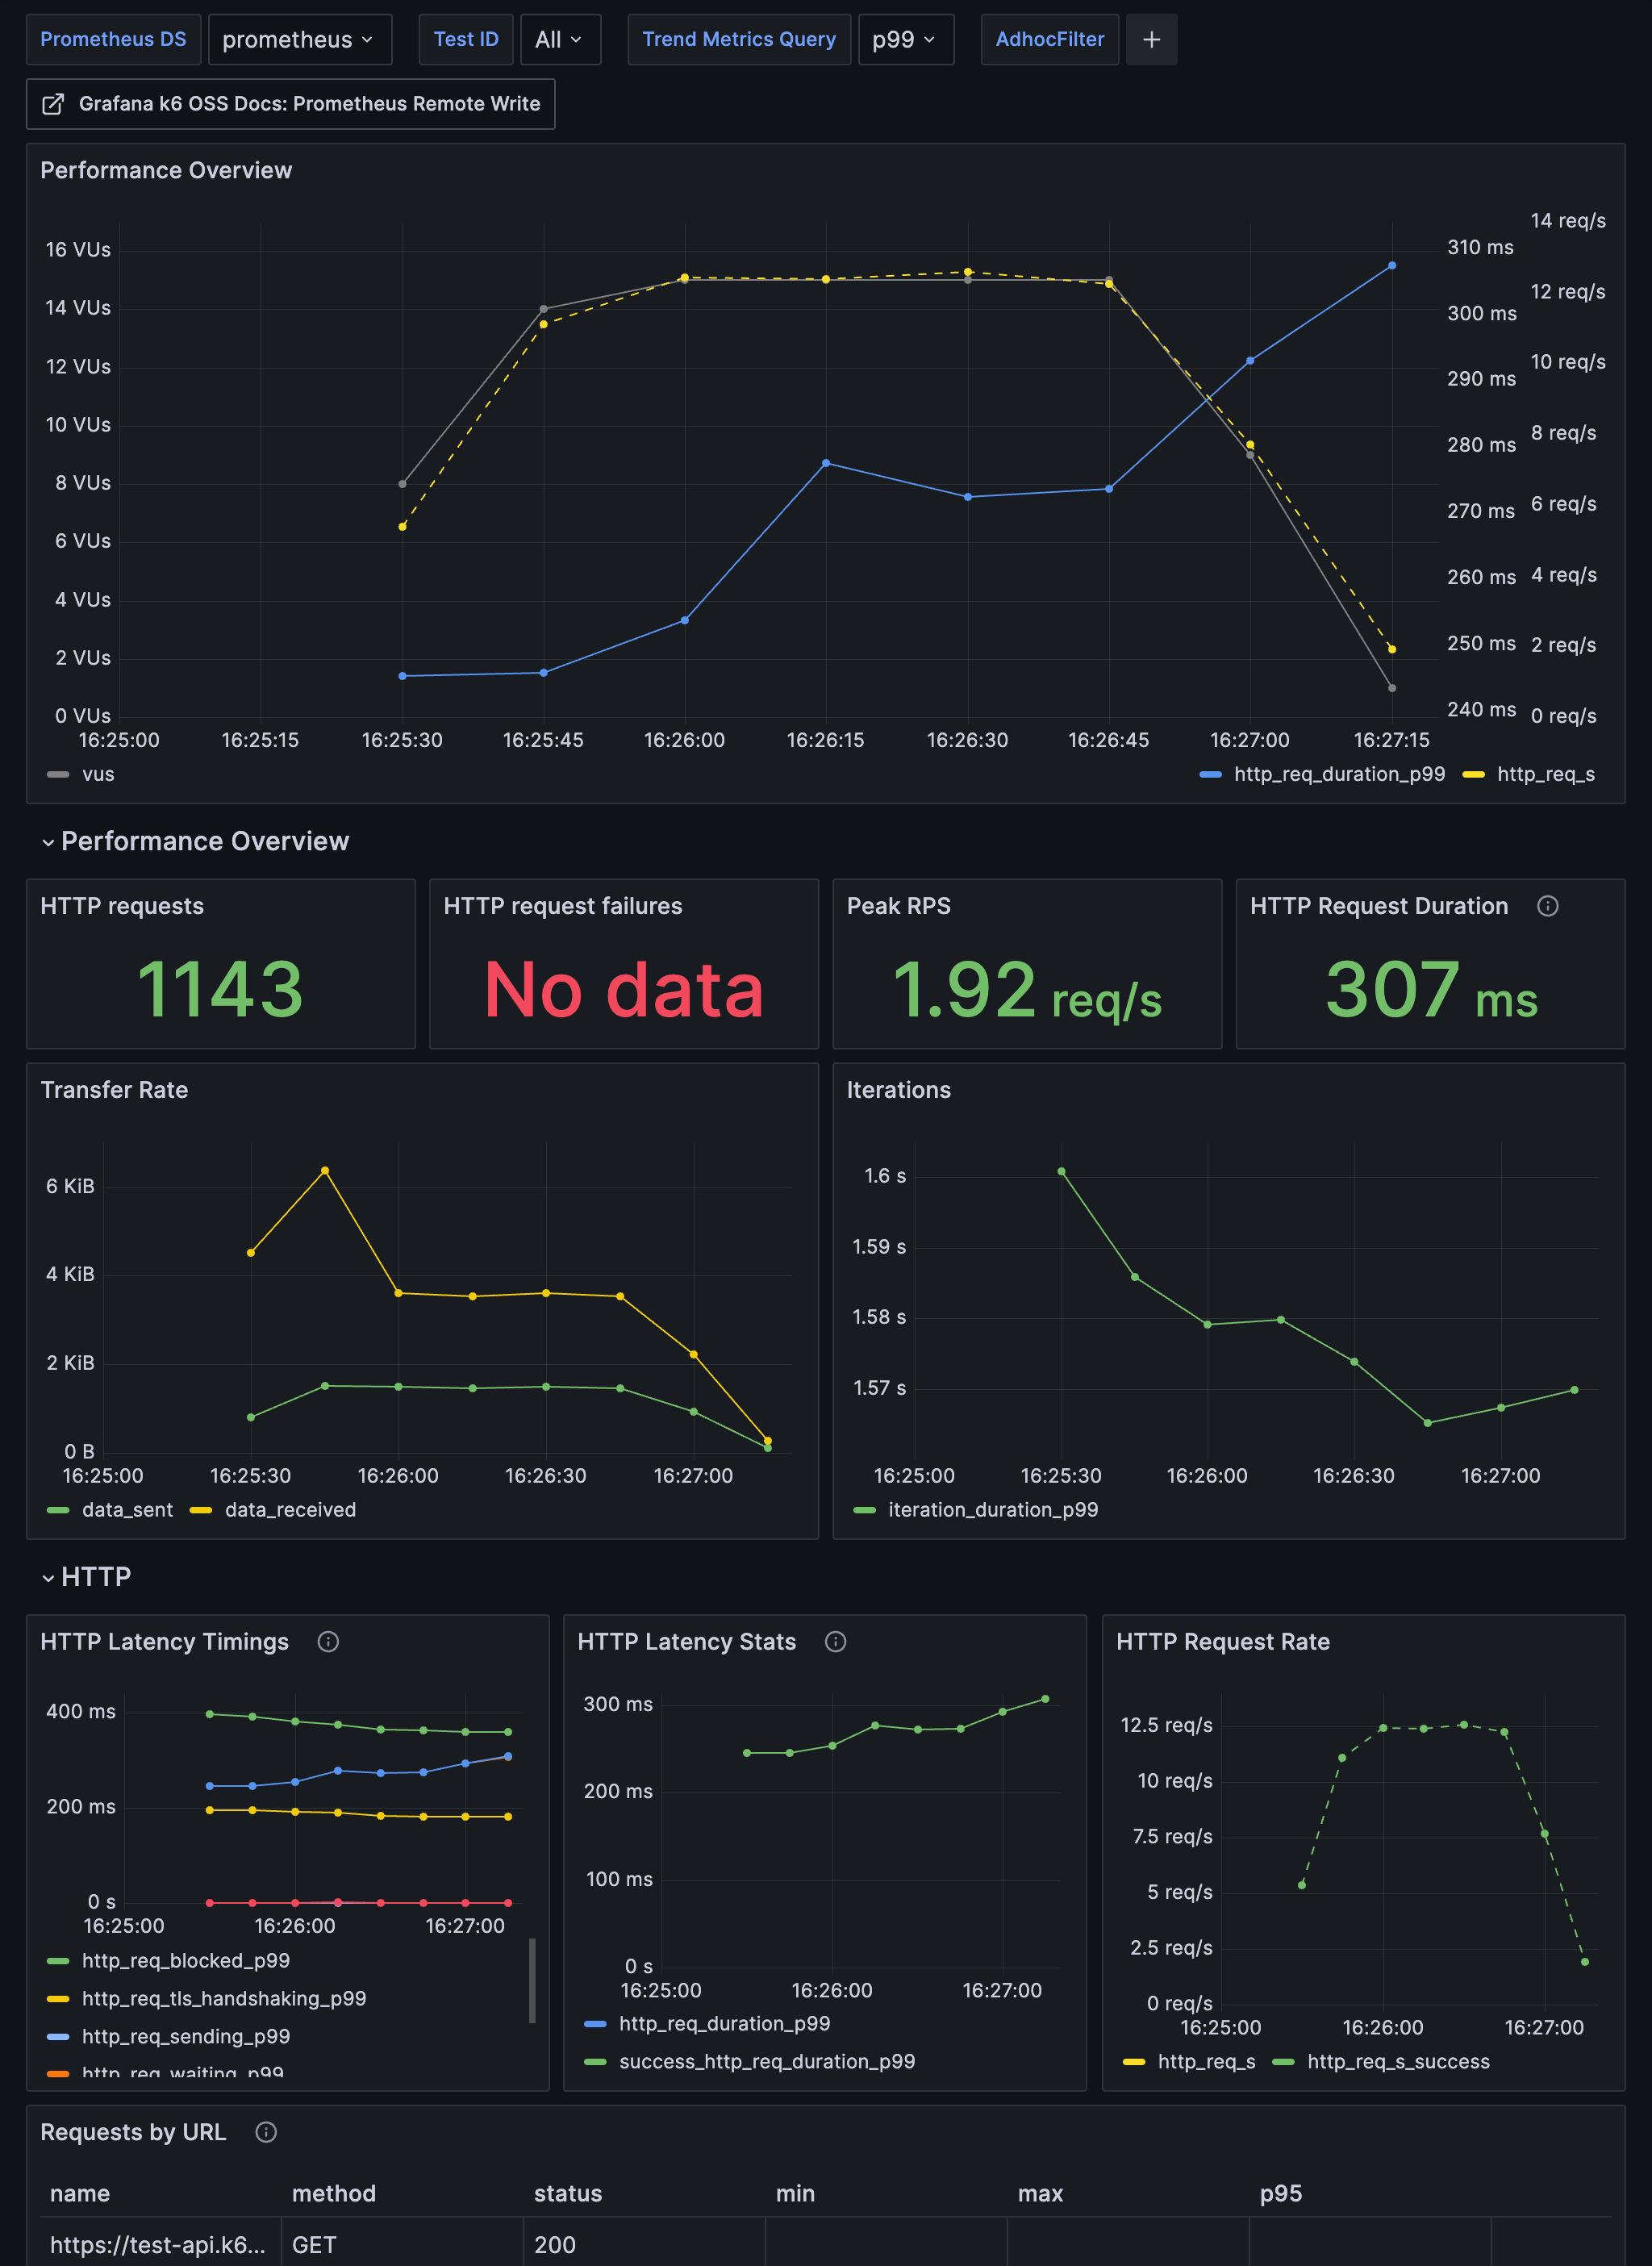 Prometheus DS prometheus Test ID All Trend Metrics Query p99 AdhocFilter +
Grafana k6 OSS Docs: Prometheus Remote Write
Performance Overview
14 req/s
16 VUs 310 ms
12 req/s
14 VUs 300 ms
12 VUs 10 req/s
290 ms
10 VUs 8 req/s
280 ms
8 VUs
270 ms 6 req/s
6 VUs
260 ms 4 req/s
4 VUs
2 VUs 250 ms 2 req/s
0 VUs 240 ms 0 req/s
16:25:00 16:25:15 16:25:30 16:25:45 16:26:00 16:26:15 16:26:30 16:26:45 16:27:00 16:27:15
vus http_req_duration_p99 http_req_s
Performance Overview
HTTP requests
1143
HTTP request failures
No data
Peak RPS
1.92 req/s
HTTP Request Duration
307 ms
Transfer Rate
6 KiB
4 KiB
2 KiB
0 B
16:25:00 16:25:30 16:26:00 16:26:30 16:27:00
data_sent data_received
Iterations
1.6 s
1.59 s
1.58 s
1.57 s
16:25:00 16:25:30 16:26:00 16:26:30 16:27:00
iteration_duration_p99
HTTP
HTTP Latency Timings
400 ms
200 ms
0 s
16:25:00 16:26:00 16:27:00
http_req_blocked_p99
http_req_tls_handshaking_p99
http_req_sending_p99
http_req_waiting_p99
HTTP Latency Stats
300 ms
200 ms
100 ms
0 s
16:25:00 16:26:00 16:27:00
http_req_duration_p99
success_http_req_duration_p99
HTTP Request Rate
12.5 req/s
10 req/s
7.5 req/s
5 req/s
2.5 req/s
0 req/s
16:25:00 16:26:00 16:27:00
http_req_s http_req_s_success
Requests by URL
name method status min max p95
https://test-api.k6... GET 200